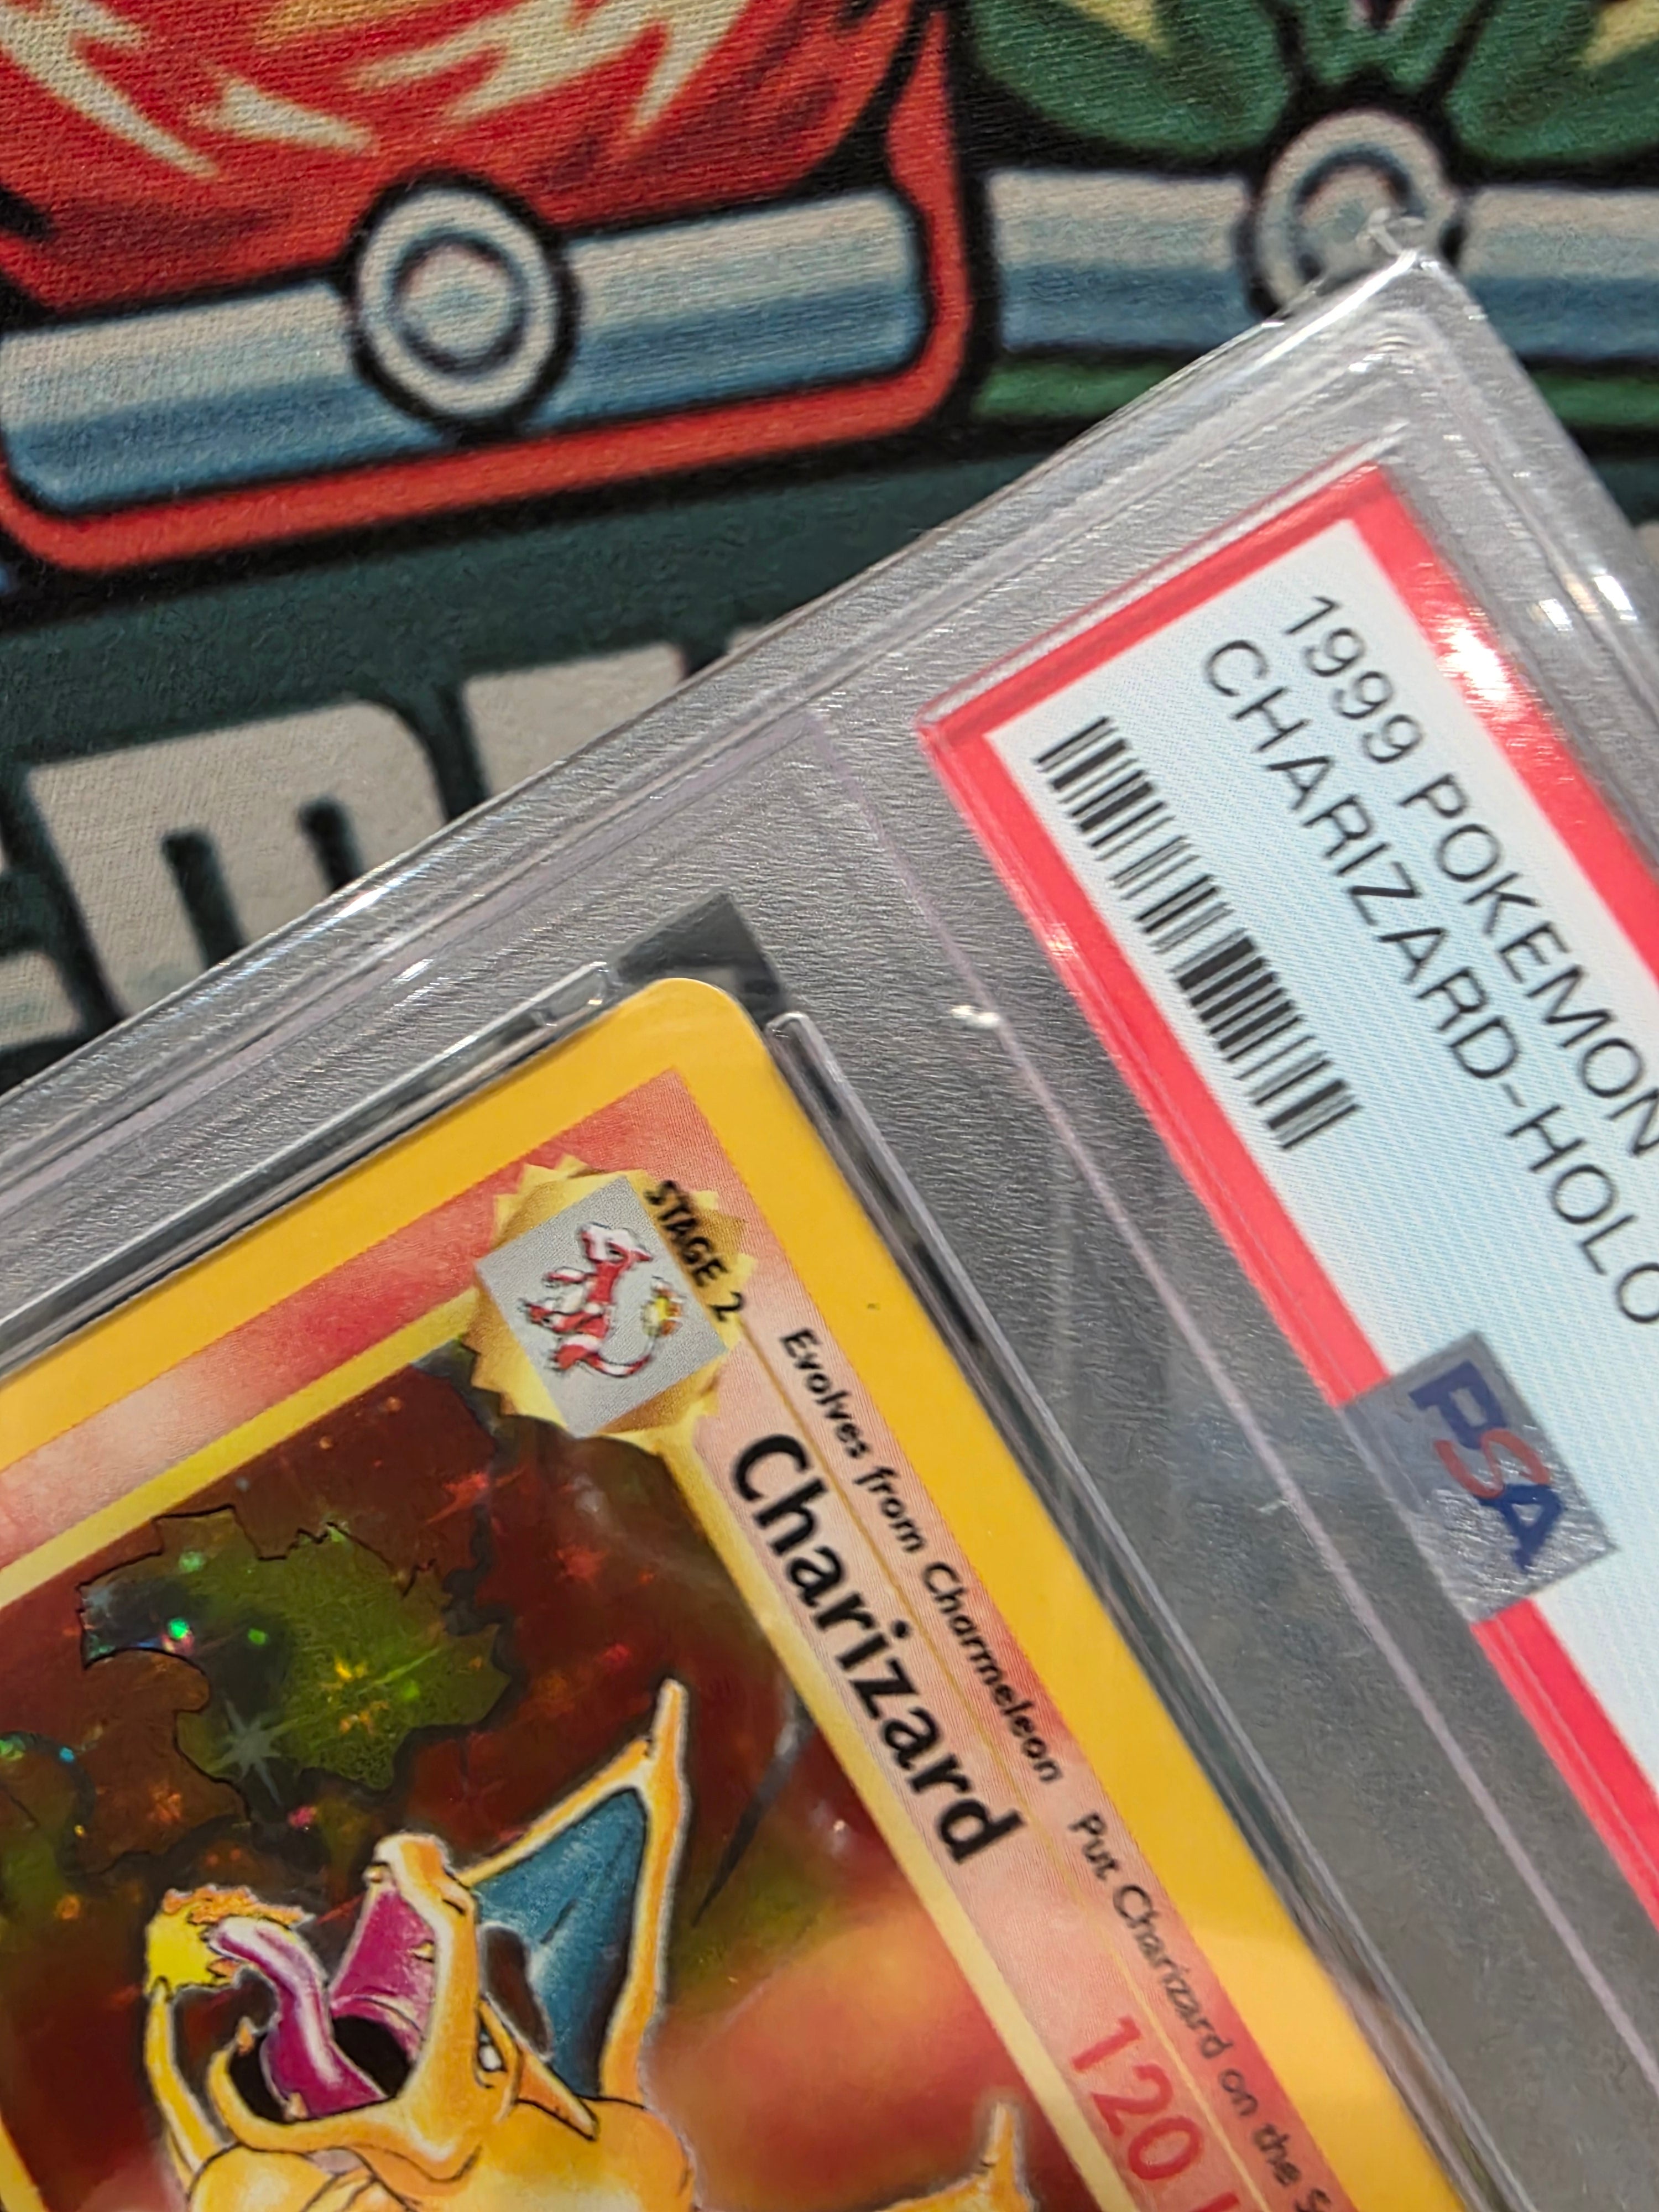 1999 POKEMON
CHARIZARD-HOLO
PSA
STAGE 2
Evolves from Charmeleon Put Charizard on the
Charizard
120